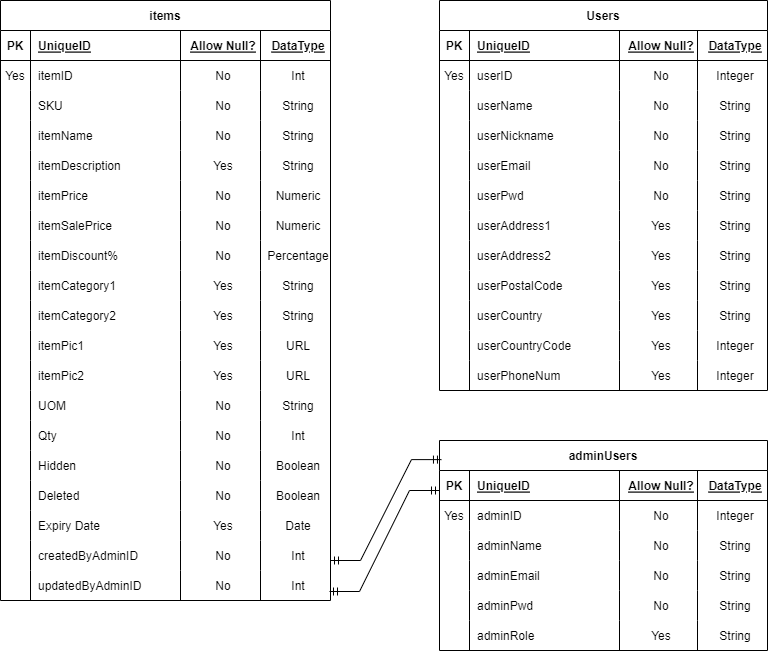 items
PK UniqueID Allow Null? DataType
Yes itemID No Int
SKU No String
itemName No String
itemDescription Yes String
itemPrice No Numeric
itemSalePrice No Numeric
itemDiscount% No Percentage
itemCategory1 Yes String
itemCategory2 Yes String
itemPic1 Yes URL
itemPic2 Yes URL
UOM No String
Qty No Int
Hidden No Boolean
Deleted No Boolean
Expiry Date Yes Date
createdByAdminID No Int
updatedByAdminID No Int
Users
PK UniqueID Allow Null? DataType
Yes userID No Integer
userName No String
userNickname No String
userEmail No String
userPwd No String
userAddress1 Yes String
userAddress2 Yes String
userPostalCode Yes String
userCountry Yes String
userCountryCode Yes Integer
userPhoneNum Yes Integer
adminUsers
PK UniqueID Allow Null? DataType
Yes adminID No Integer
adminName No String
adminEmail No String
adminPwd No String
adminRole Yes String